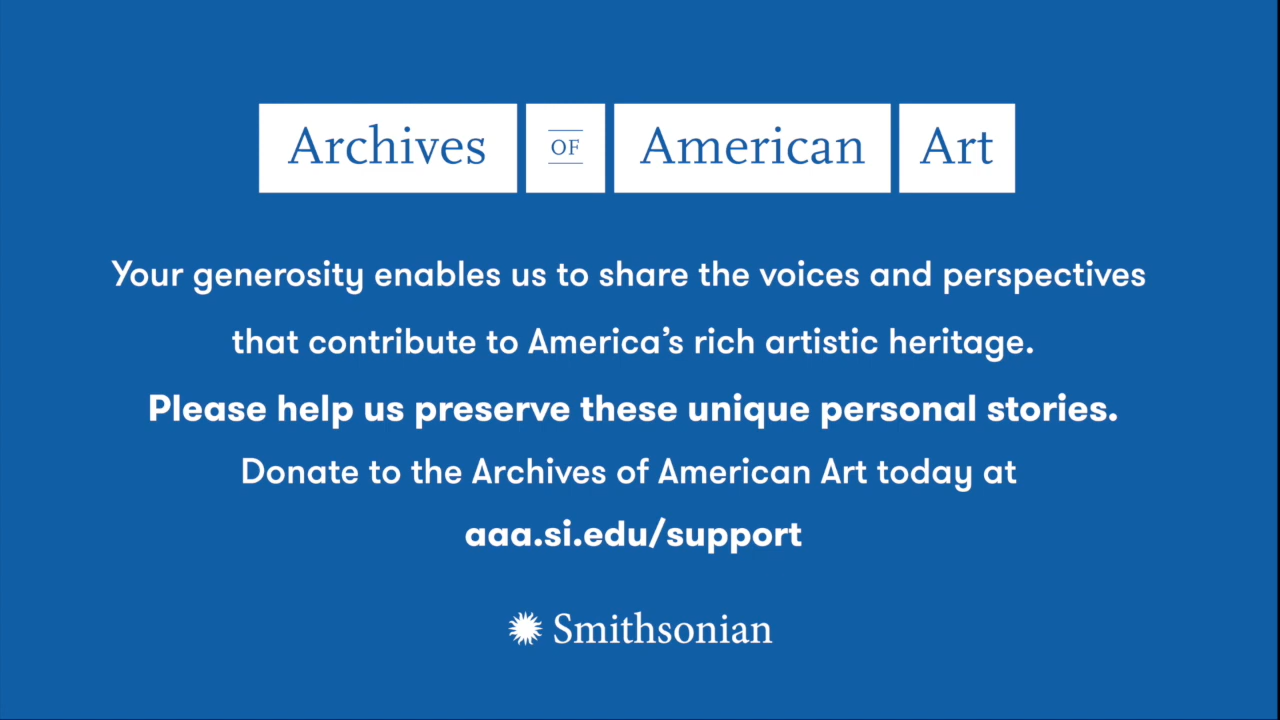 Archives OF American Art
Your generosity enables us to share the voices and perspectives
that contribute to America’s rich artistic heritage.
Please help us preserve these unique personal stories.
Donate to the Archives of American Art today at
aaa.si.edu/support
Smithsonian